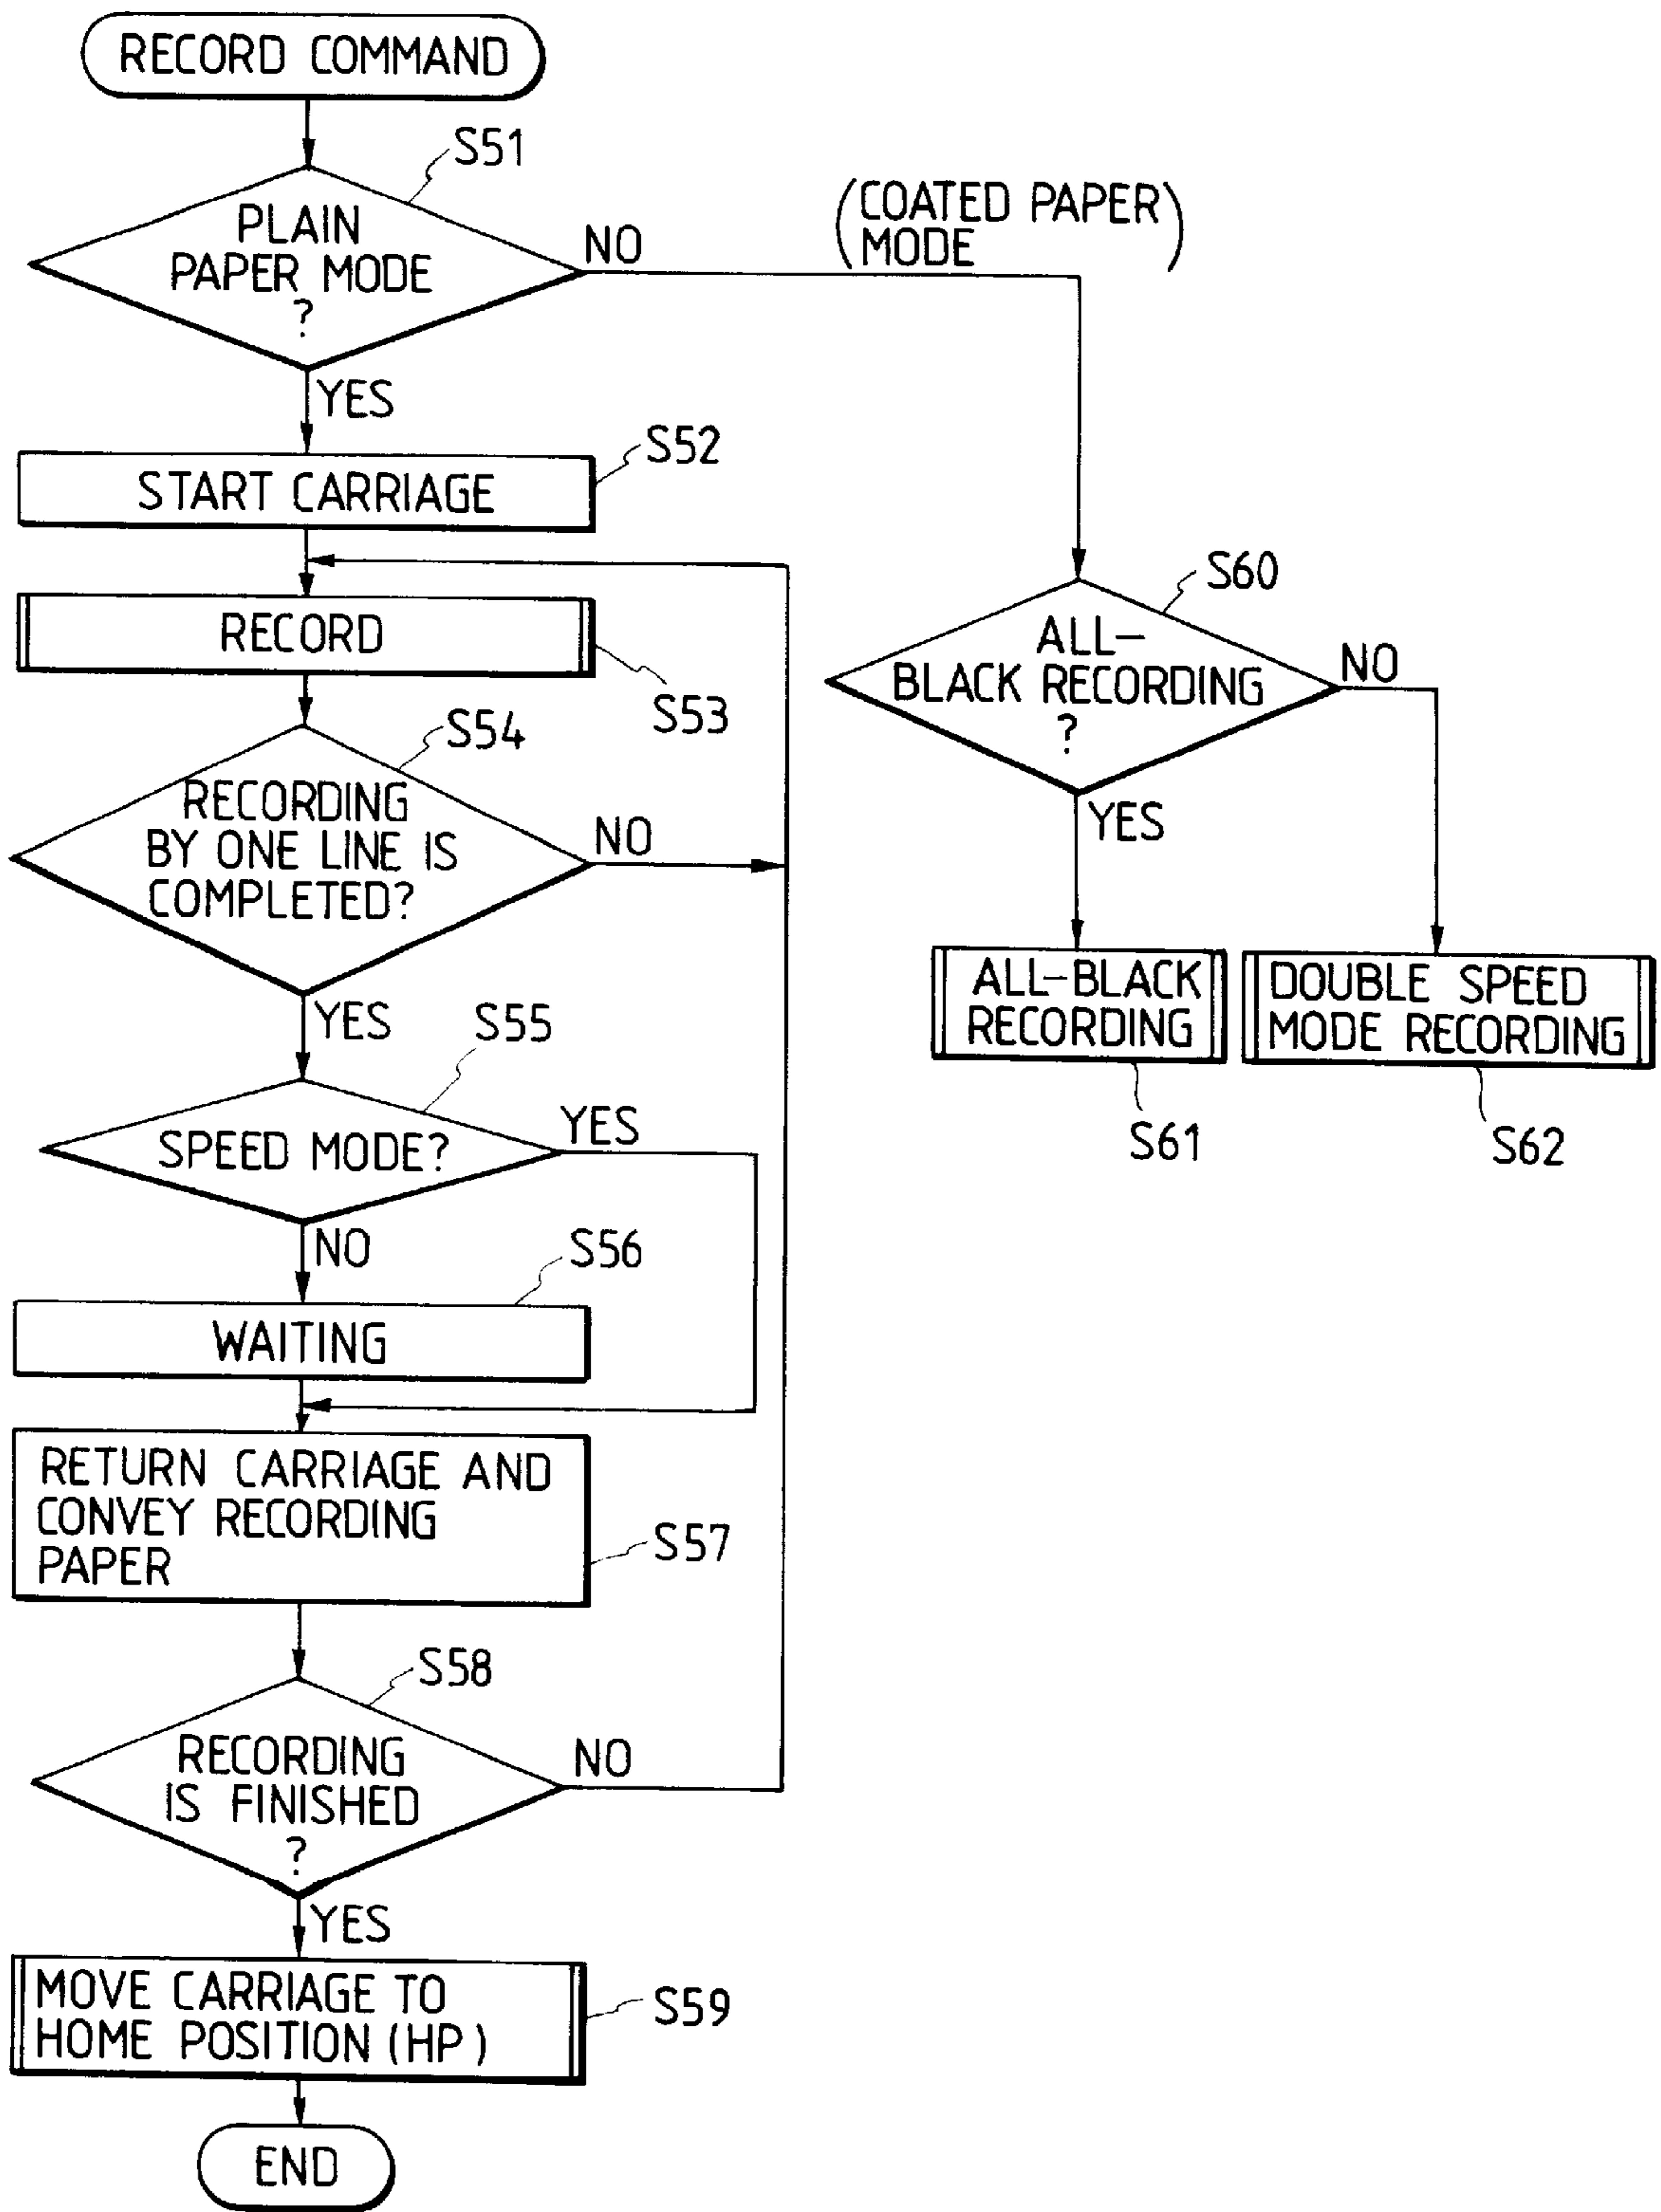 RECORD COMMAND
S51
PLAIN
PAPER MODE
?
NO
(COATED PAPER
MODE)
YES
S52
START CARRIAGE
RECORD
S53
S54
RECORDING
BY ONE LINE IS
COMPLETED?
NO
YES
S55
SPEED MODE?
YES
NO
S56
WAITING
RETURN CARRIAGE AND
CONVEY RECORDING
PAPER
S57
S58
RECORDING
IS FINISHED
?
NO
YES
MOVE CARRIAGE TO
HOME POSITION (HP)
S59
END
S60
ALL-
BLACK RECORDING
?
NO
YES
ALL-BLACK
RECORDING
S61
DOUBLE SPEED
MODE RECORDING
S62